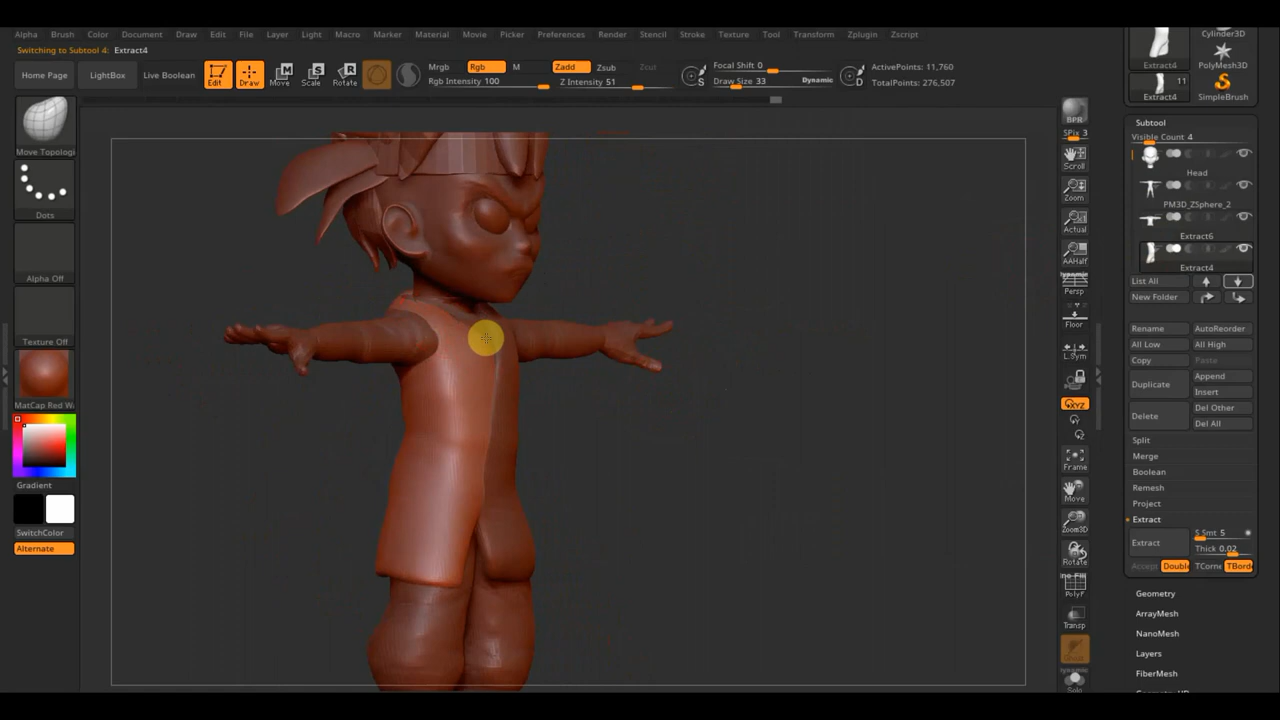 Alpha Brush Color Document Draw Edit File Layer Light Macro Marker Material Movie Picker Preferences Render Stencil Stroke Texture Tool Transform Zplugin Zscript
Switching to Subtool 4: Extract4
Home Page
LightBox
Live Boolean
Edit
Draw
Move
Scale
Rotate
Mrgb Rgb M
Rgb Intensity 100
Zadd Zsub Zcut
Z Intensity 51
S
Focal Shift 0
Draw Size 33
Dynamic
D
ActivePoints: 11,760
TotalPoints: 276,507
Move Topologi
Dots
Alpha Off
Texture Off
MatCap Red Wa
Gradient
SwitchColor
Alternate
BPR
SPix 3
Scroll
Zoom
Actual
AAHalf
Persp
Floor
L.Sym
XYZ
Y
Z
Frame
Move
Zoom3D
Rotate
PolyF
Transp
Solo
Extract4
Cylinder3D
PolyMesh3D
11
Extract4
SimpleBrush
Subtool
Visible Count 4
Head
PM3D_ZSphere_2
Extract6
Extract4
List All
New Folder
Rename AutoReorder
All Low All High
Copy Paste
Duplicate Append
Insert
Delete Del Other
Del All
Split
Merge
Boolean
Remesh
Project
Extract
Extract S Smt 5
Thick 0.02
Accept Double TCorne TBorde
Geometry
ArrayMesh
NanoMesh
Layers
FiberMesh